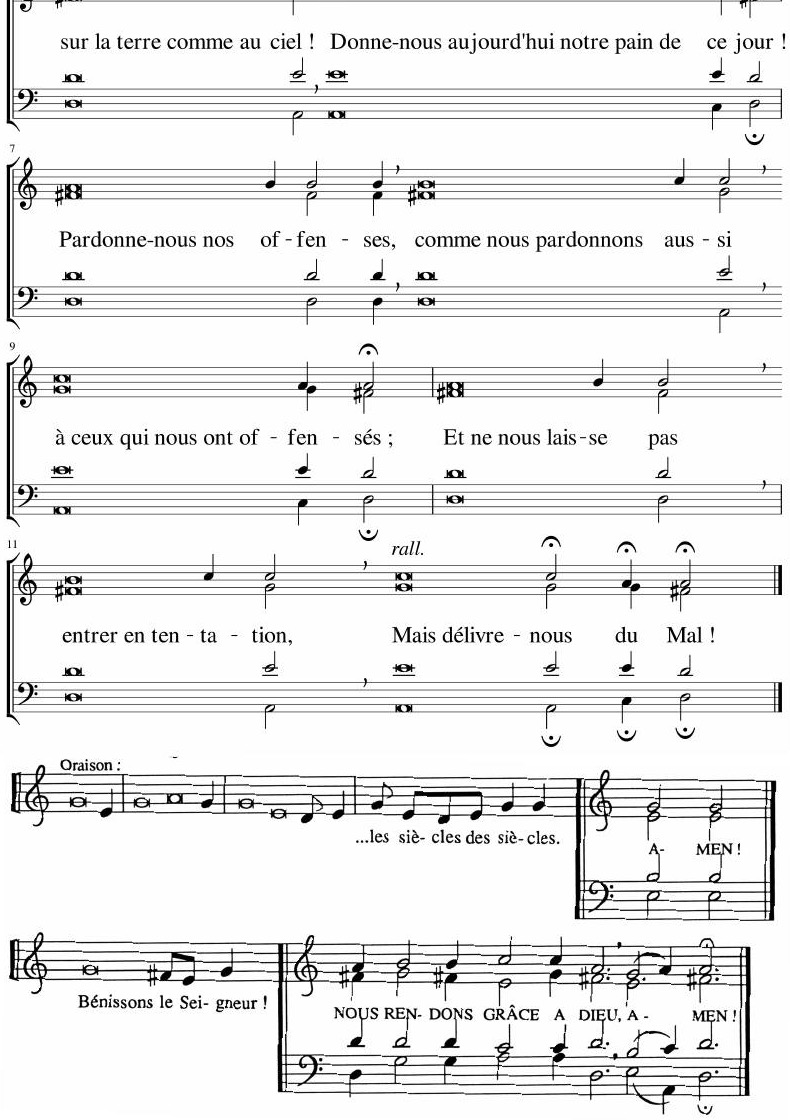 sur la terre comme au ciel ! Donne-nous aujourd'hui notre pain de ce jour !
7
Pardonne-nous nos of - fen - ses, comme nous pardonnons aus - si
9
à ceux qui nous ont of - fen - sés ; Et ne nous lais-se pas
11
rall.
entrer en ten - ta - tion, Mais délivre - nous du Mal !
Oraison :
...les siè- cles des siè- cles.
A- MEN !
Bénissons le Sei- gneur !
NOUS REN- DONS GRÂCE A DIEU, A - MEN !